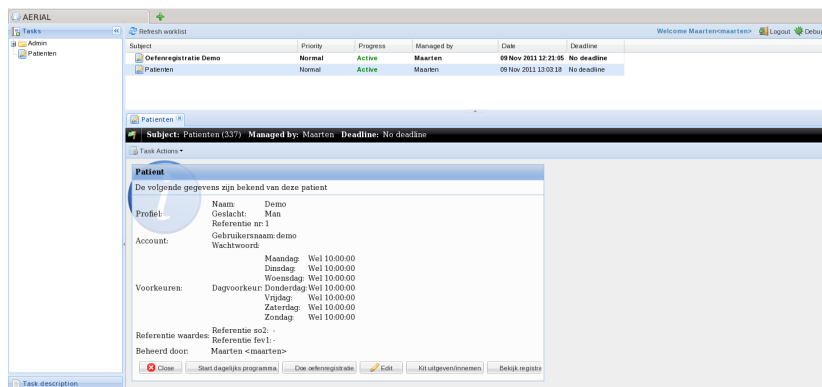 AERIAL
Tasks
Refresh worklist
Welcome Maarten<maarten> Logout Debug
Admin
Patienten
Subject Priority Progress Managed by Date Deadline
Oefenregistratie Demo Normal Active Maarten 09 Nov 2011 12:21:05 No deadline
Patienten Normal Active Maarten 09 Nov 2011 13:03:18 No deadline
Patienten
Subject: Patienten (337) Managed by: Maarten Deadline: No deadline
Task Actions
Patient
De volgende gegevens zijn bekend van deze patient
Profiel:
Naam: Demo
Geslacht: Man
Referentie nr: 1
Account:
Gebruikersnaam: demo
Wachtwoord:
Voorkeuren: Dagvoorkeur:
Maandag: Wel 10:00:00
Dinsdag: Wel 10:00:00
Woensdag: Wel 10:00:00
Donderdag: Wel 10:00:00
Vrijdag: Wel 10:00:00
Zaterdag: Wel 10:00:00
Zondag: Wel 10:00:00
Referentie waardes:
Referentie so2: -
Referentie fev1: -
Beheerd door: Maarten <maarten>
Close Start dagelijks programma Doe oefenregistratie Edit Kit uitgeven/innemen Bekijk registra
Task description